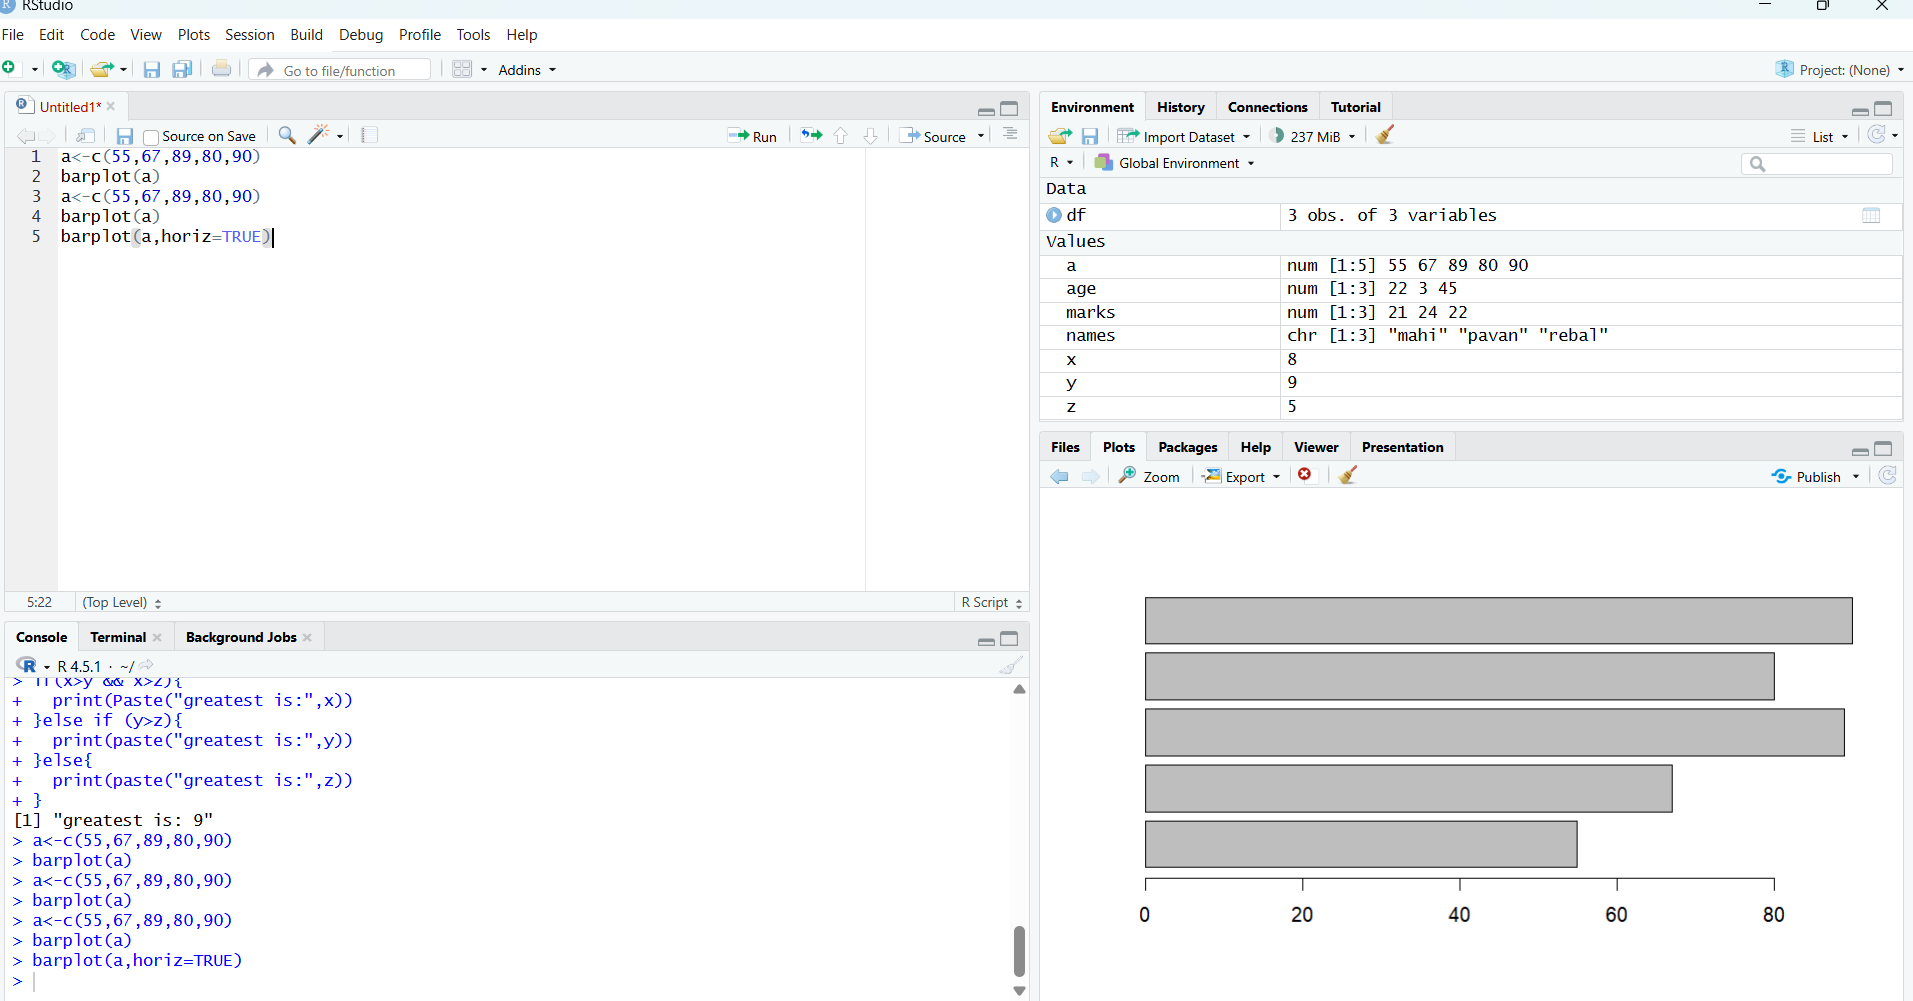 RStudio
File Edit Code View Plots Session Build Debug Profile Tools Help
Go to file/function Addins Project: (None)
Untitled1*
Source on Save Run Source
1 a<-c(55,67,89,80,90)
2 barplot(a)
3 a<-c(55,67,89,80,90)
4 barplot(a)
5 barplot(a,horiz=TRUE)
5:22 (Top Level) R Script
Console Terminal Background Jobs
R 4.5.1 · ~/
> if(x>y && x>z){
+   print(Paste("greatest is:",x))
+ }else if (y>z){
+   print(paste("greatest is:",y))
+ }else{
+   print(paste("greatest is:",z))
+ }
[1] "greatest is: 9"
> a<-c(55,67,89,80,90)
> barplot(a)
> a<-c(55,67,89,80,90)
> barplot(a)
> a<-c(55,67,89,80,90)
> barplot(a)
> barplot(a,horiz=TRUE)
>
Environment History Connections Tutorial
Import Dataset 237 MiB List
R Global Environment
Data
df 3 obs. of 3 variables
Values
a num [1:5] 55 67 89 80 90
age num [1:3] 22 3 45
marks num [1:3] 21 24 22
names chr [1:3] "mahi" "pavan" "rebal"
x 8
y 9
z 5
Files Plots Packages Help Viewer Presentation
Zoom Export Publish
0 20 40 60 80